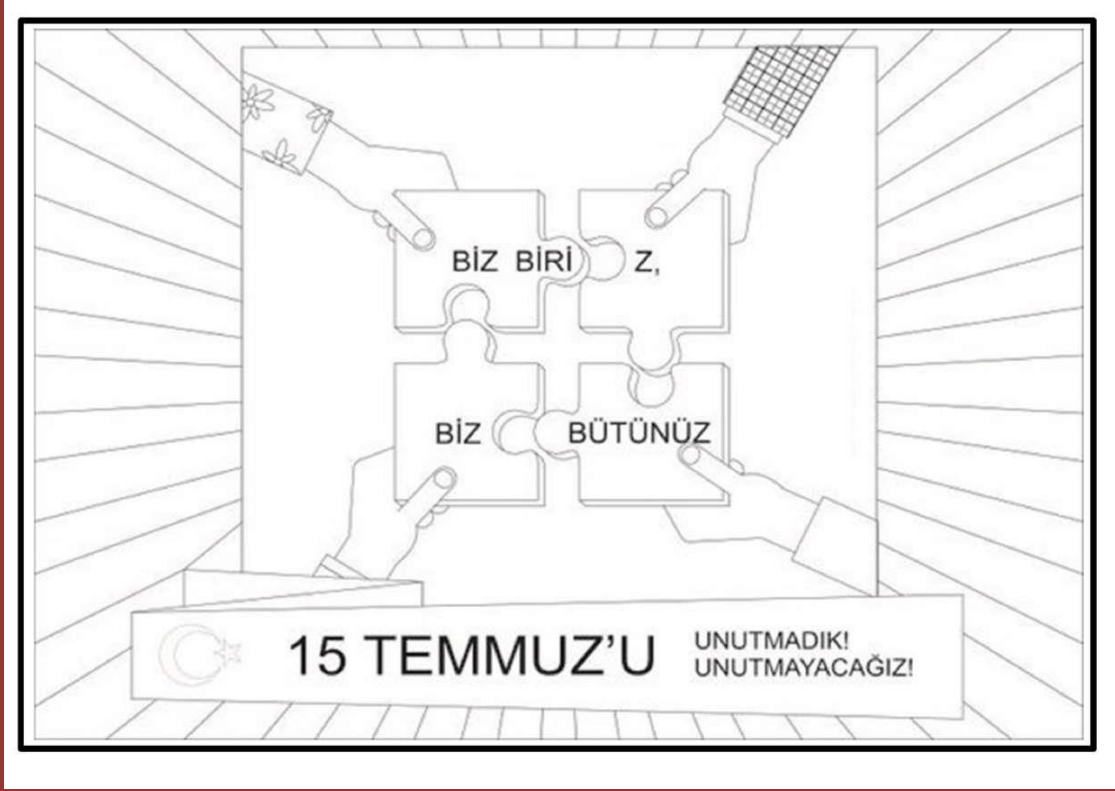 BİZ BİRİ Z,
BİZ BÜTÜNÜZ
15 TEMMUZ'U
UNUTMADIK!
UNUTMAYACAĞIZ!